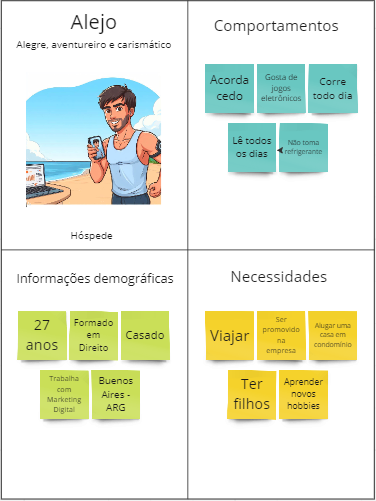 Alejo
Alegre, aventureiro e carismático
Hóspede
Comportamentos
Acorda
cedo
Gosta de
jogos
eletrônicos
Corre
todo dia
Lê todos
os dias
Não toma
refrigerante
Informações demográficas
27
anos
Formado
em
Direito
Casado
Trabalha
com
Marketing
Digital
Buenos
Aires -
ARG
Necessidades
Viajar
Ser
promovido
na
empresa
Alugar uma
casa em
condomínio
Ter
filhos
Aprender
novos
hobbies